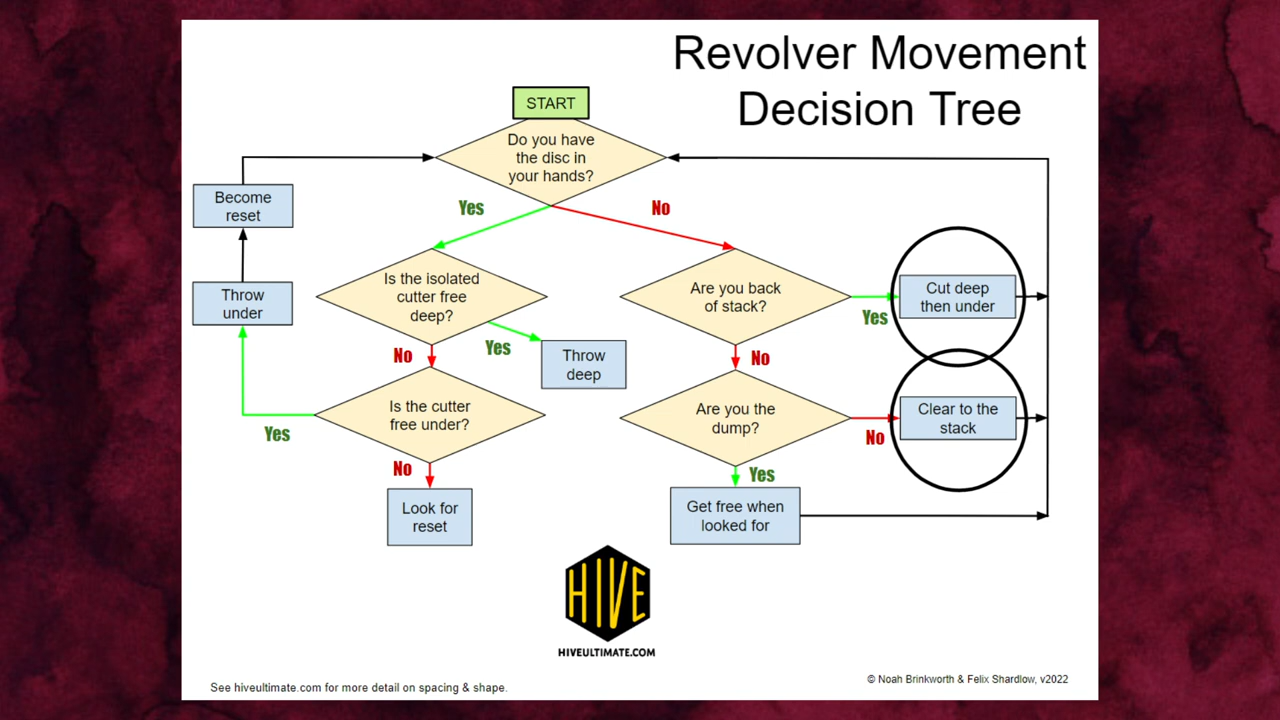 Revolver Movement
Decision Tree
START
Do you have
the disc in
your hands?
Become
reset
Yes
No
Is the isolated
cutter free
deep?
Are you back
of stack?
Cut deep
then under
Throw
under
Yes
Yes
No
Throw
deep
No
Is the cutter
free under?
Are you the
dump?
Clear to the
stack
Yes
No
No
Yes
Look for
reset
Get free when
looked for
HIVE
HIVEULTIMATE.COM
See hiveultimate.com for more detail on spacing & shape.
© Noah Brinkworth & Felix Shardlow, v2022